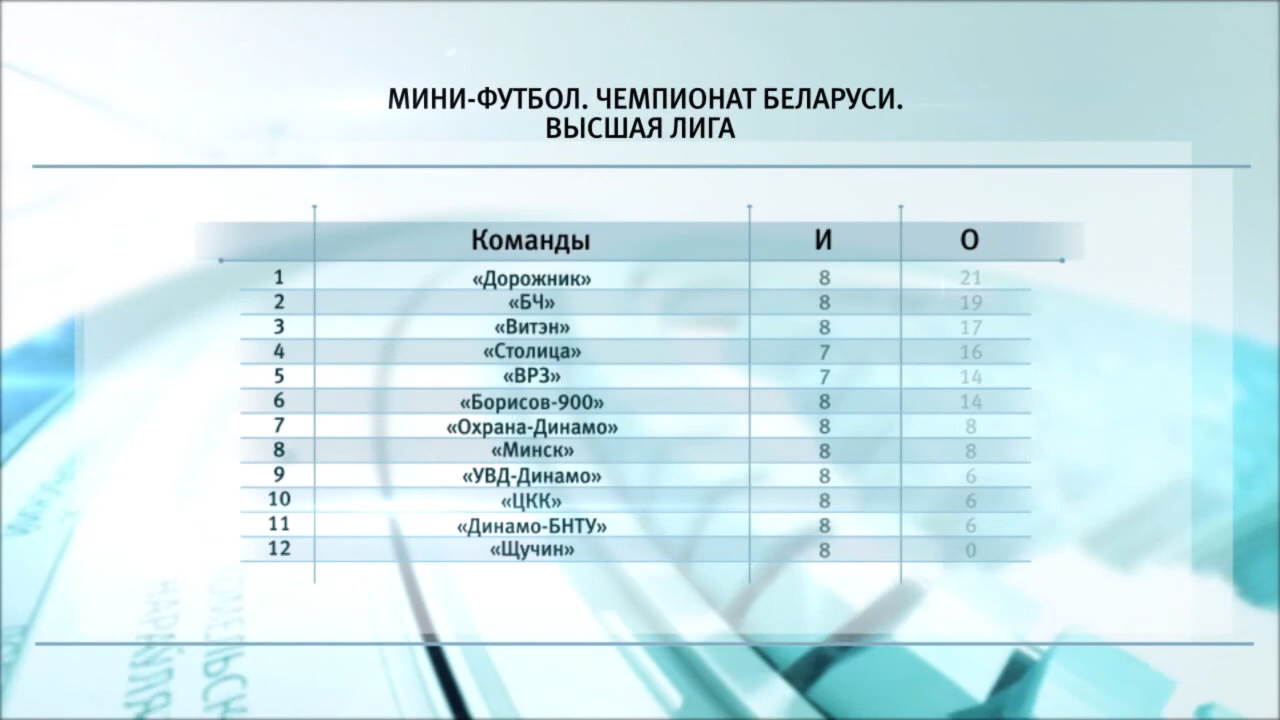 МИНИ-ФУТБОЛ. ЧЕМПИОНАТ БЕЛАРУСИ.
ВЫСШАЯ ЛИГА
Команды И О
1 «Дорожник» 8 21
2 «БЧ» 8 19
3 «Витэн» 8 17
4 «Столица» 7 16
5 «ВРЗ» 7 14
6 «Борисов-900» 8 14
7 «Охрана-Динамо» 8 8
8 «Минск» 8 8
9 «УВД-Динамо» 8 6
10 «ЦКК» 8 6
11 «Динамо-БНТУ» 8 6
12 «Щучин» 8 0